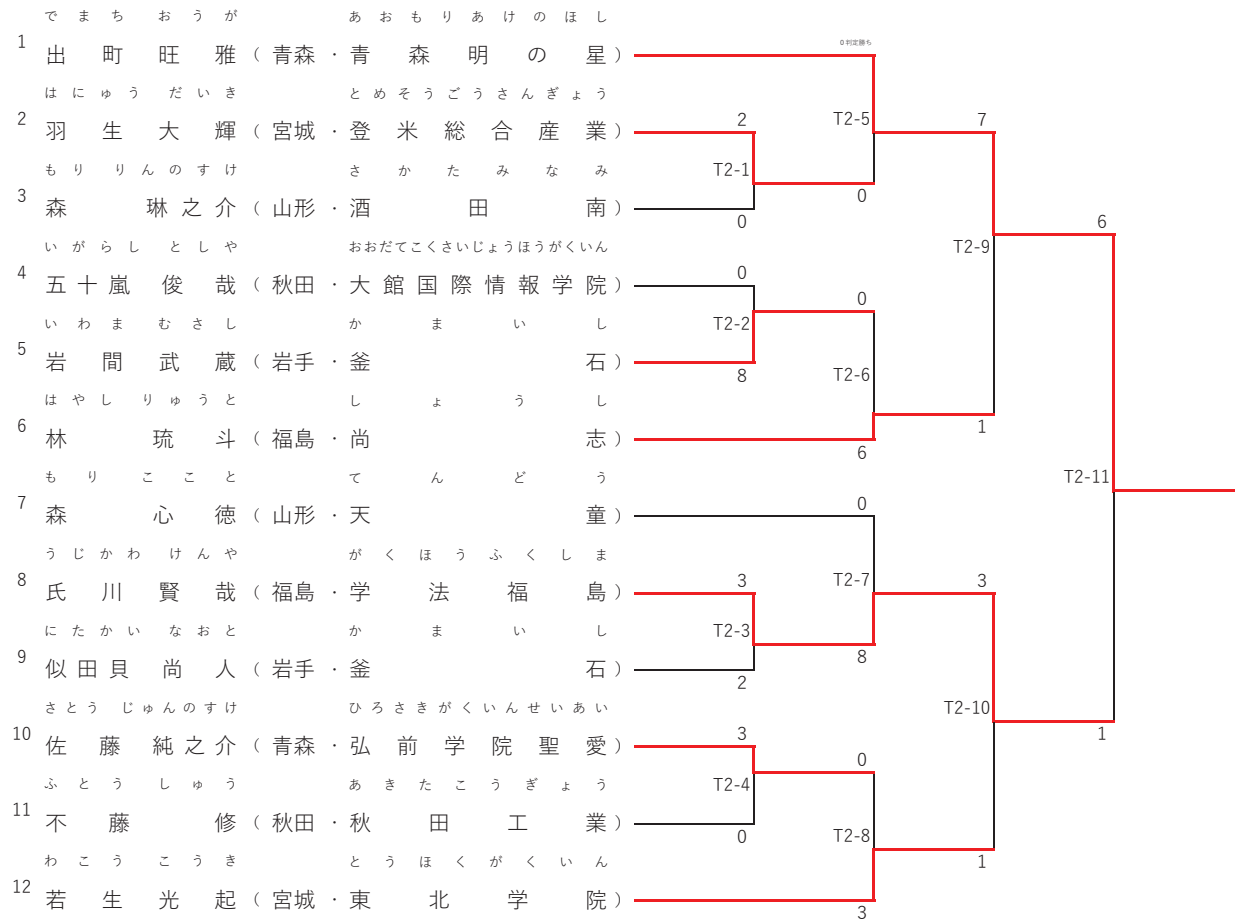 でまち おうが あおもりあけのほし
1 出町旺雅（青森・青森明の星）
はにゅう だいき とめそうごうさんぎょう
2 羽生大輝（宮城・登米総合産業）
もり りんのすけ さかたみなみ
3 森 琳之介（山形・酒田南）
いがらし としや おおだてこくさいじょうほうがくいん
4 五十嵐俊哉（秋田・大館国際情報学院）
いわま むさし かまいし
5 岩間武蔵（岩手・釜石）
はやし りゅうと しょうし
6 林 琉斗（福島・尚志）
もり ここと てんどう
7 森 心徳（山形・天童）
うじかわ けんや がくほうふくしま
8 氏川賢哉（福島・学法福島）
にたかい なおと かまいし
9 似田貝尚人（岩手・釜石）
さとう じゅんのすけ ひろさきがくいんせいあい
10 佐藤純之介（青森・弘前学院聖愛）
ふとう しゅう あきたこうぎょう
11 不藤 修（秋田・秋田工業）
わこう こうき とうほくがくいん
12 若生光起（宮城・東北学院）
2
T2-1
0
0
T2-2
8
3
T2-3
2
3
T2-4
0
0判定勝ち
T2-5
0
0
T2-6
6
0
T2-7
8
0
T2-8
3
7
T2-9
1
3
T2-10
1
6
T2-11
1